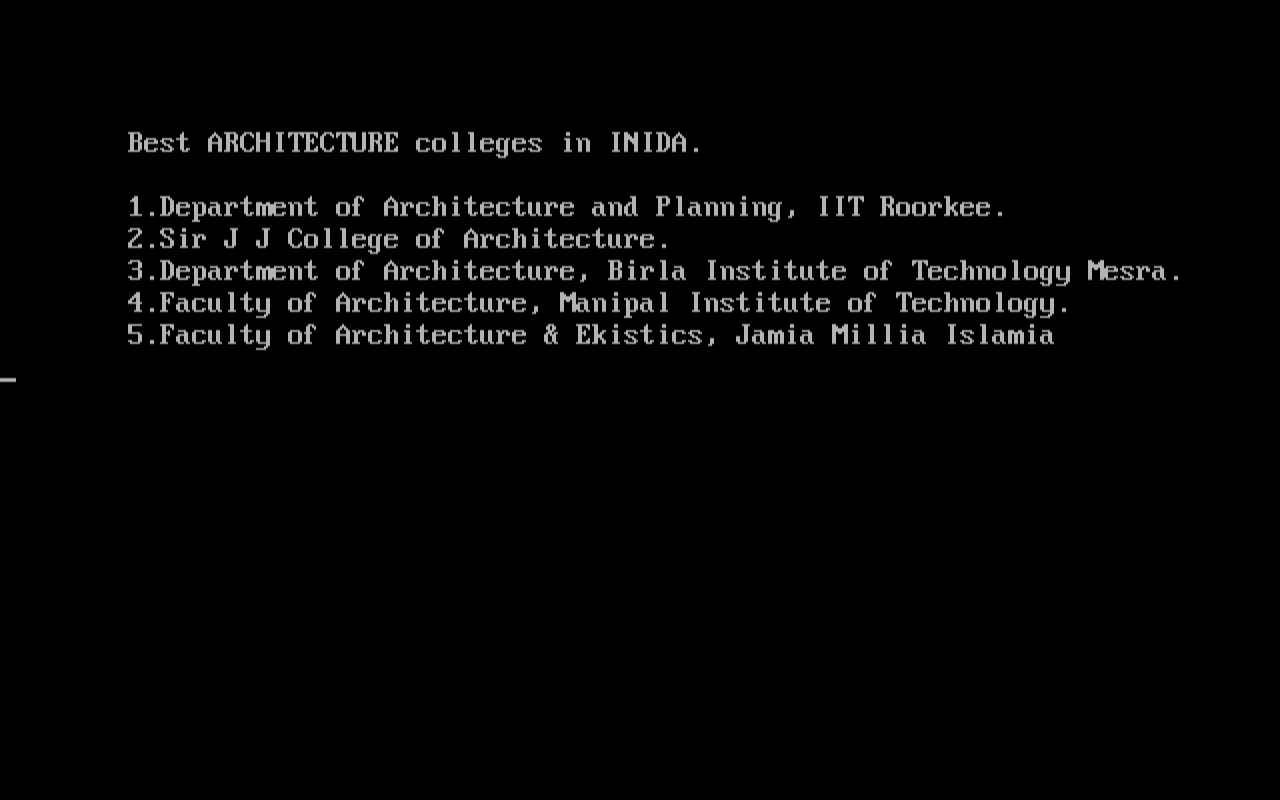 Best ARCHITECTURE colleges in INIDA.
1.Department of Architecture and Planning, IIT Roorkee.
2.Sir J J College of Architecture.
3.Department of Architecture, Birla Institute of Technology Mesra.
4.Faculty of Architecture, Manipal Institute of Technology.
5.Faculty of Architecture & Ekistics, Jamia Millia Islamia